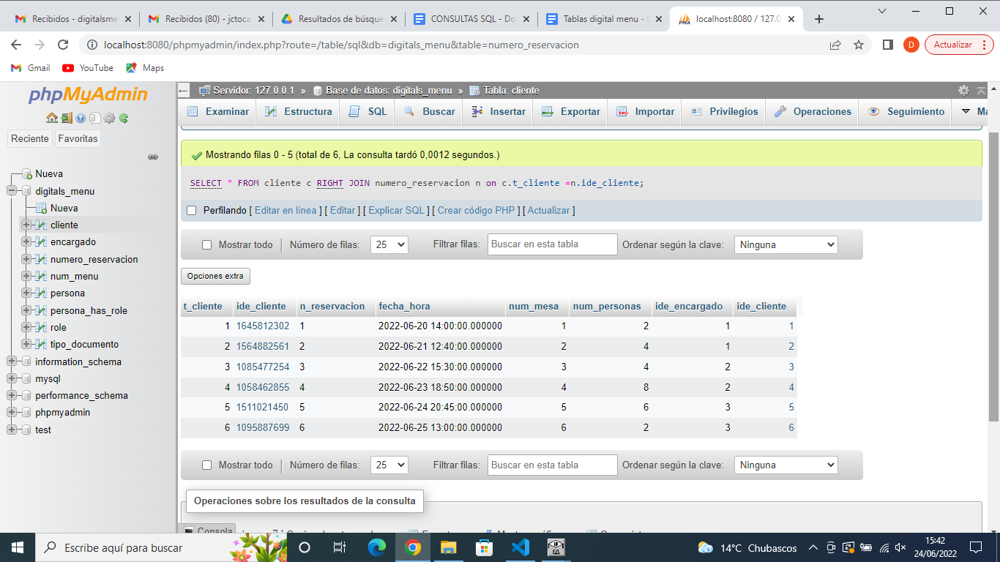 Recibidos - digitalsme
Recibidos (80) - jctoca
Resultados de búsque
CONSULTAS SQL - Do
Tablas digital menu - D
localhost:8080 / 127.0
localhost:8080/phpmyadmin/index.php?route=/table/sql&db=digitals_menu&table=numero_reservacion
D
Actualizar
Gmail
YouTube
Maps
phpMyAdmin
Reciente
Favoritas
Nueva
digitals_menu
Nueva
cliente
encargado
numero_reservacion
num_menu
persona
persona_has_role
role
tipo_documento
information_schema
mysql
performance_schema
phpmyadmin
test
Servidor: 127.0.0.1 » Base de datos: digitals_menu » Tabla: cliente
Examinar Estructura SQL Buscar Insertar Exportar Importar Privilegios Operaciones Seguimiento Má
Mostrando filas 0 - 5 (total de 6, La consulta tardó 0,0012 segundos.)
SELECT * FROM cliente c RIGHT JOIN numero_reservacion n on c.t_cliente =n.ide_cliente;
Perfilando [ Editar en línea ] [ Editar ] [ Explicar SQL ] [ Crear código PHP ] [ Actualizar ]
Mostrar todo | Número de filas: 25 Filtrar filas: Buscar en esta tabla Ordenar según la clave: Ninguna
Opciones extra
t_cliente ide_cliente n_reservacion fecha_hora num_mesa num_personas ide_encargado ide_cliente
1 1645812302 1 2022-06-20 14:00:00.000000 1 2 1 1
2 1564882561 2 2022-06-21 12:40:00.000000 2 4 1 2
3 1085477254 3 2022-06-22 15:30:00.000000 3 4 2 3
4 1058462855 4 2022-06-23 18:50:00.000000 4 8 2 4
5 1511021450 5 2022-06-24 20:45:00.000000 5 6 3 5
6 1095887699 6 2022-06-25 13:00:00.000000 6 2 3 6
Mostrar todo | Número de filas: 25 Filtrar filas: Buscar en esta tabla Ordenar según la clave: Ninguna
Operaciones sobre los resultados de la consulta
Consola
Escribe aquí para buscar
14°C Chubascos
15:42
24/06/2022